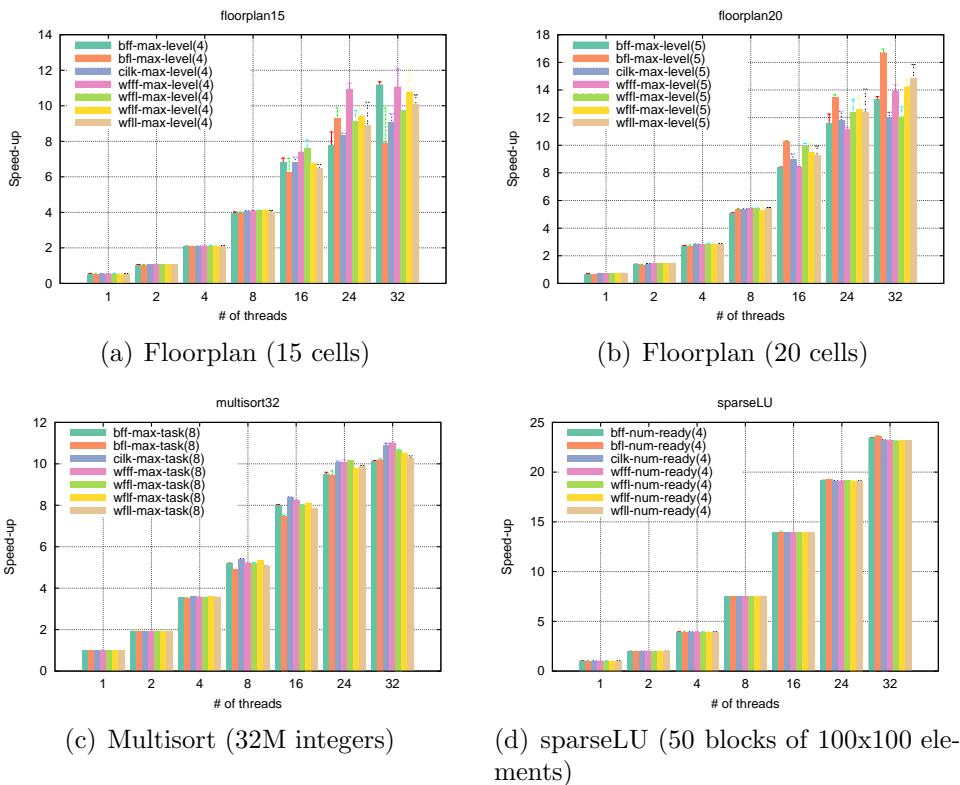 floorplan15
14
12
10
8
6
4
2
0
Speed-up
bff-max-level(4)
bfl-max-level(4)
cilk-max-level(4)
wfff-max-level(4)
wffl-max-level(4)
wflf-max-level(4)
wfll-max-level(4)
1 2 4 8 16 24 32
# of threads
(a) Floorplan (15 cells)
floorplan20
18
16
14
12
10
8
6
4
2
0
Speed-up
bff-max-level(5)
bfl-max-level(5)
cilk-max-level(5)
wfff-max-level(5)
wffl-max-level(5)
wflf-max-level(5)
wfll-max-level(5)
1 2 4 8 16 24 32
# of threads
(b) Floorplan (20 cells)
multisort32
12
10
8
6
4
2
0
Speed-up
bff-max-task(8)
bfl-max-task(8)
cilk-max-task(8)
wfff-max-task(8)
wffl-max-task(8)
wflf-max-task(8)
wfll-max-task(8)
1 2 4 8 16 24 32
# of threads
(c) Multisort (32M integers)
sparseLU
25
20
15
10
5
0
Speed-up
bff-num-ready(4)
bfl-num-ready(4)
cilk-num-ready(4)
wfff-num-ready(4)
wffl-num-ready(4)
wflf-num-ready(4)
wfll-num-ready(4)
1 2 4 8 16 24 32
# of threads
(d) sparseLU (50 blocks of 100x100 ele-
ments)